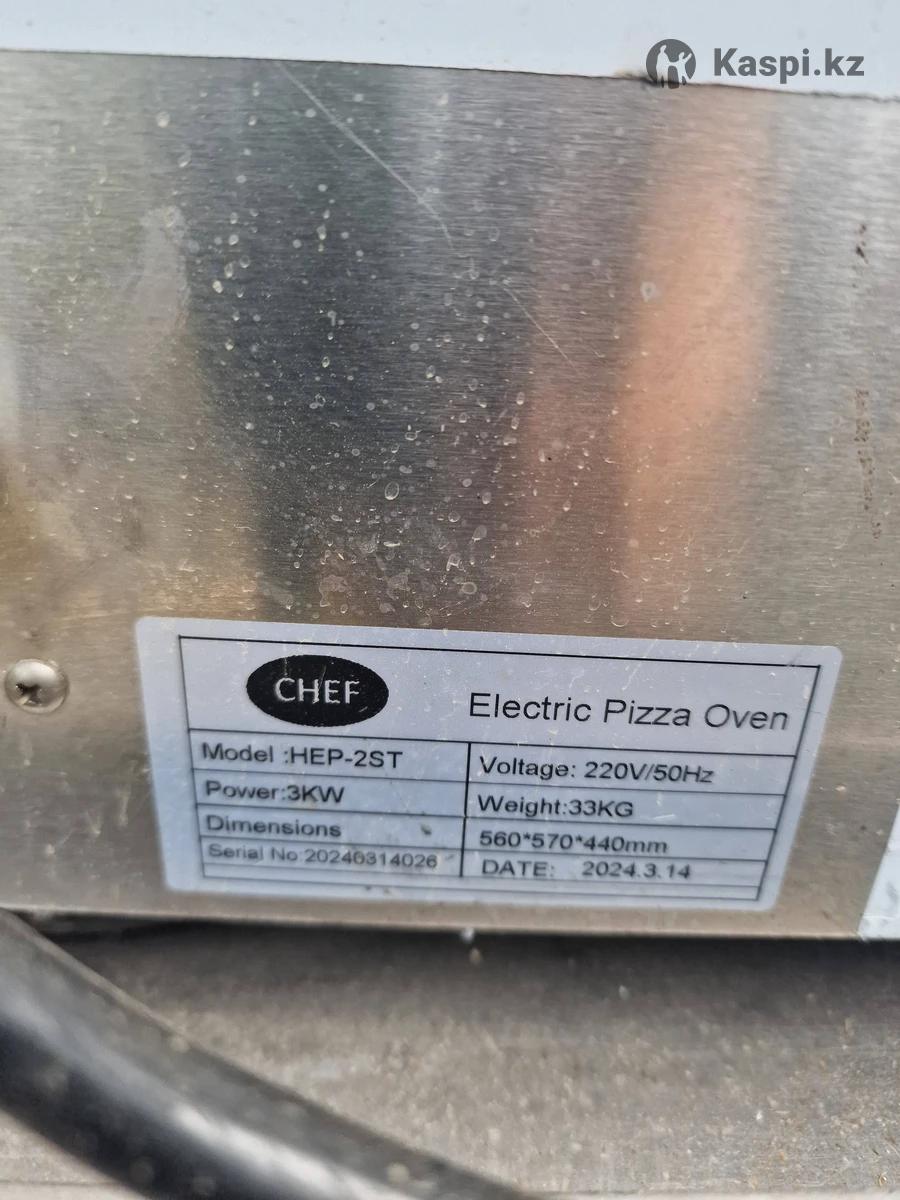 Kaspi.kz
CHEF
Electric Pizza Oven
Model :HEP-2ST
Voltage: 220V/50Hz
Power:3KW
Weight:33KG
Dimensions
560*570*440mm
Serial No:20240314026
DATE: 2024.3.14